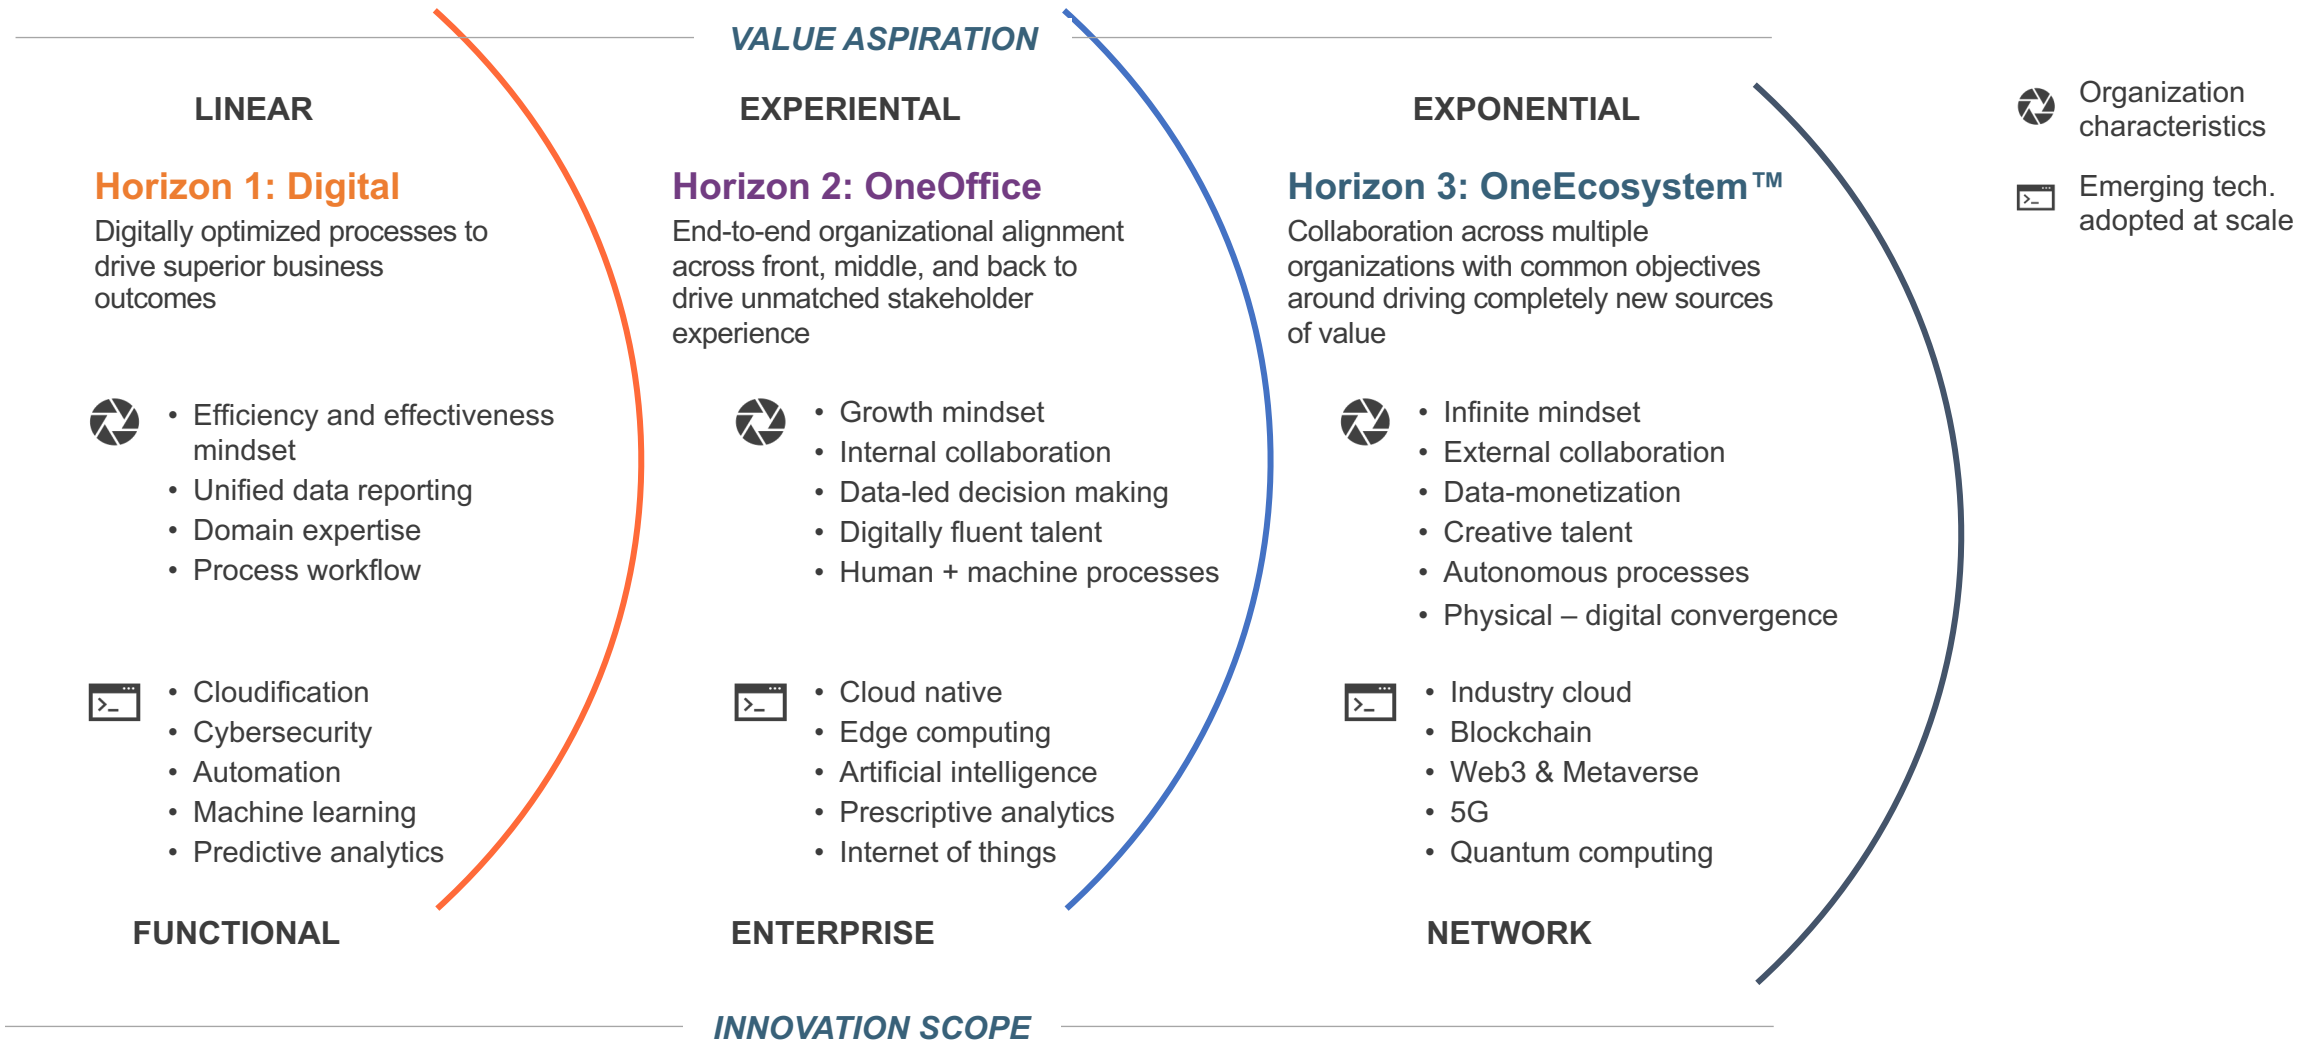 VALUE ASPIRATION
LINEAR
Horizon 1: Digital
Digitally optimized processes to
drive superior business
outcomes
• Efficiency and effectiveness
mindset
• Unified data reporting
• Domain expertise
• Process workflow
• Cloudification
• Cybersecurity
• Automation
• Machine learning
• Predictive analytics
FUNCTIONAL
EXPERIENTAL
Horizon 2: OneOffice
End-to-end organizational alignment
across front, middle, and back to
drive unmatched stakeholder
experience
• Growth mindset
• Internal collaboration
• Data-led decision making
• Digitally fluent talent
• Human + machine processes
• Cloud native
• Edge computing
• Artificial intelligence
• Prescriptive analytics
• Internet of things
ENTERPRISE
EXPONENTIAL
Horizon 3: OneEcosystem™
Collaboration across multiple
organizations with common objectives
around driving completely new sources
of value
• Infinite mindset
• External collaboration
• Data-monetization
• Creative talent
• Autonomous processes
• Physical – digital convergence
• Industry cloud
• Blockchain
• Web3 & Metaverse
• 5G
• Quantum computing
NETWORK
INNOVATION SCOPE
Organization
characteristics
Emerging tech.
adopted at scale